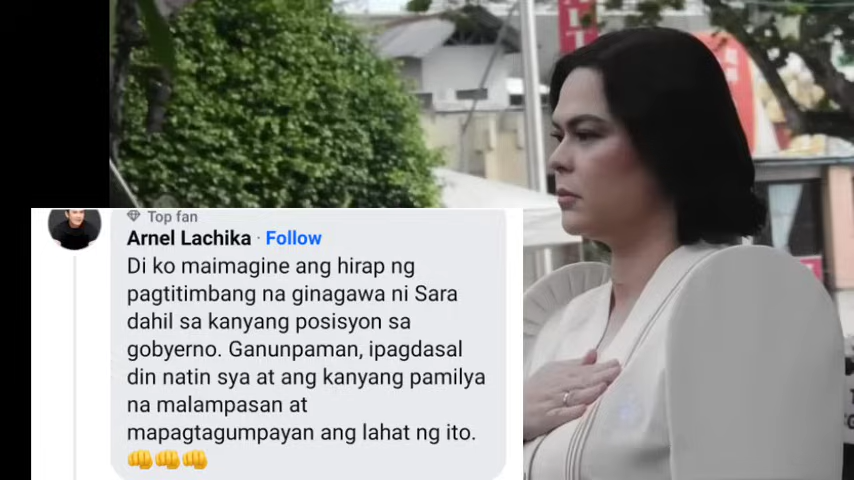 Top fan
Arnel Lachika · Follow
Di ko maimagine ang hirap ng
pagtitimbang na ginagawa ni Sara
dahil sa kanyang posisyon sa
gobyerno. Ganunpaman, ipagdasal
din natin sya at ang kanyang pamilya
na malampasan at
mapagtagumpayan ang lahat ng ito.
👊👊👊